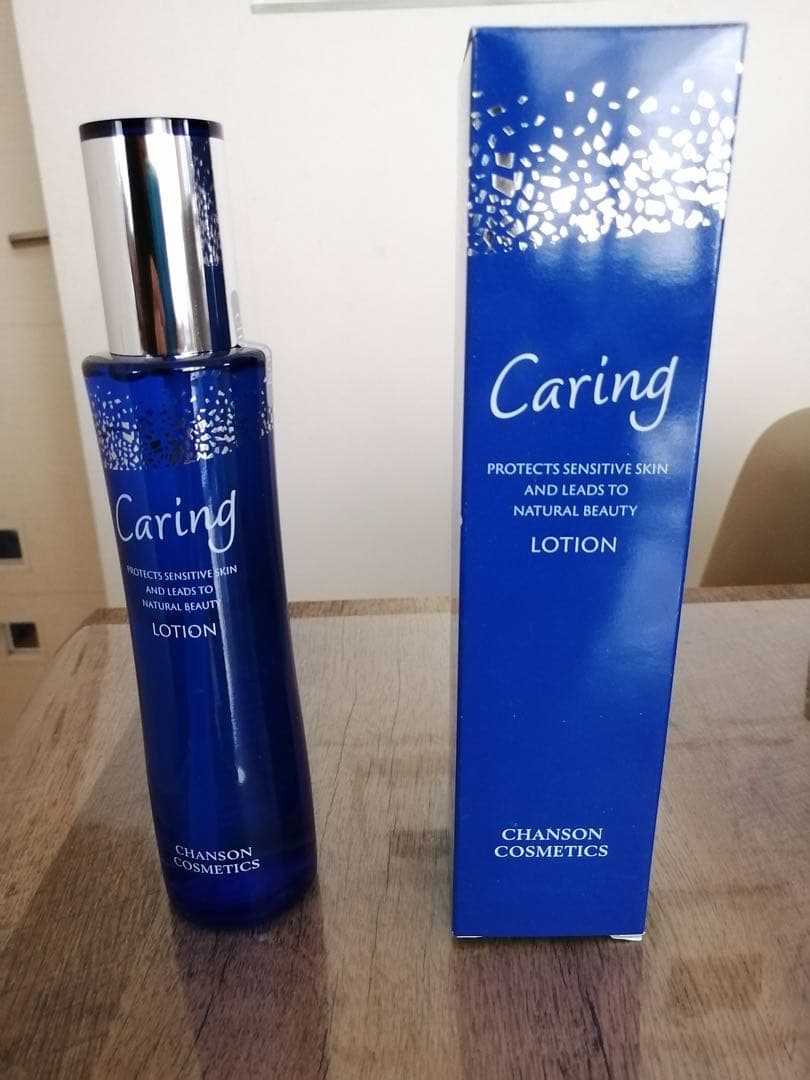 Caring
PROTECTS SENSITIVE SKIN
AND LEADS TO
NATURAL BEAUTY
LOTION
CHANSON
COSMETICS
Caring
PROTECTS SENSITIVE SKIN
AND LEADS TO
NATURAL BEAUTY
LOTION
CHANSON
COSMETICS